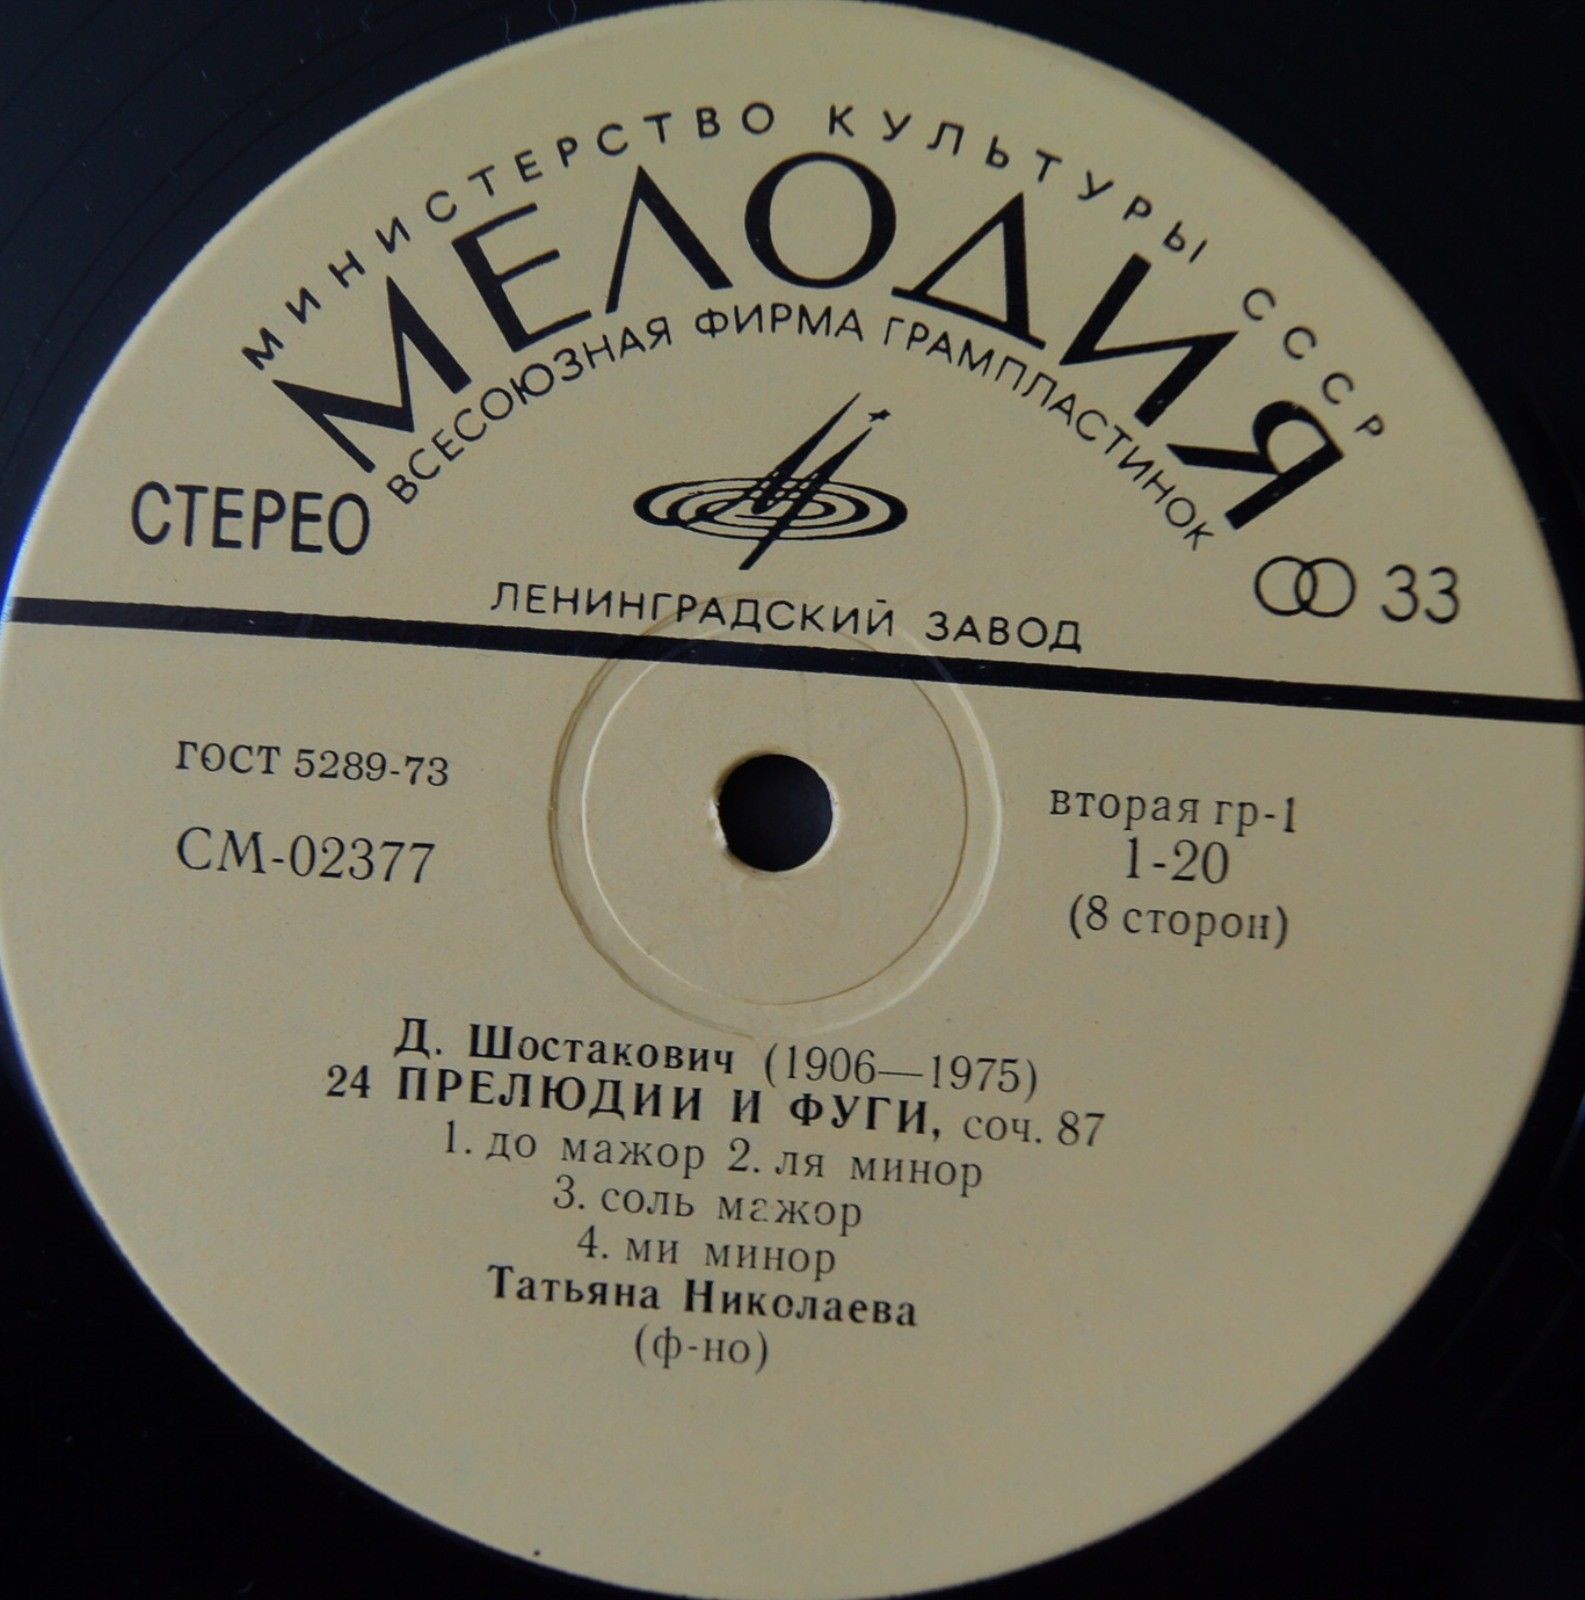 МИНИСТЕРСТВО КУЛЬТУРЫ СССР
МЕЛОДИЯ
ВСЕСОЮЗНАЯ ФИРМА ГРАМПЛАСТИНОК
СТЕРЕО
33
ЛЕНИНГРАДСКИЙ ЗАВОД
ГОСТ 5289-73
СМ-02377
вторая гр-1
1-20
(8 сторон)
Д. Шостакович (1906—1975)
24 ПРЕЛЮДИИ И ФУГИ, соч. 87
1. до мажор 2. ля минор
3. соль мажор
4. ми минор
Татьяна Николаева
(ф-но)